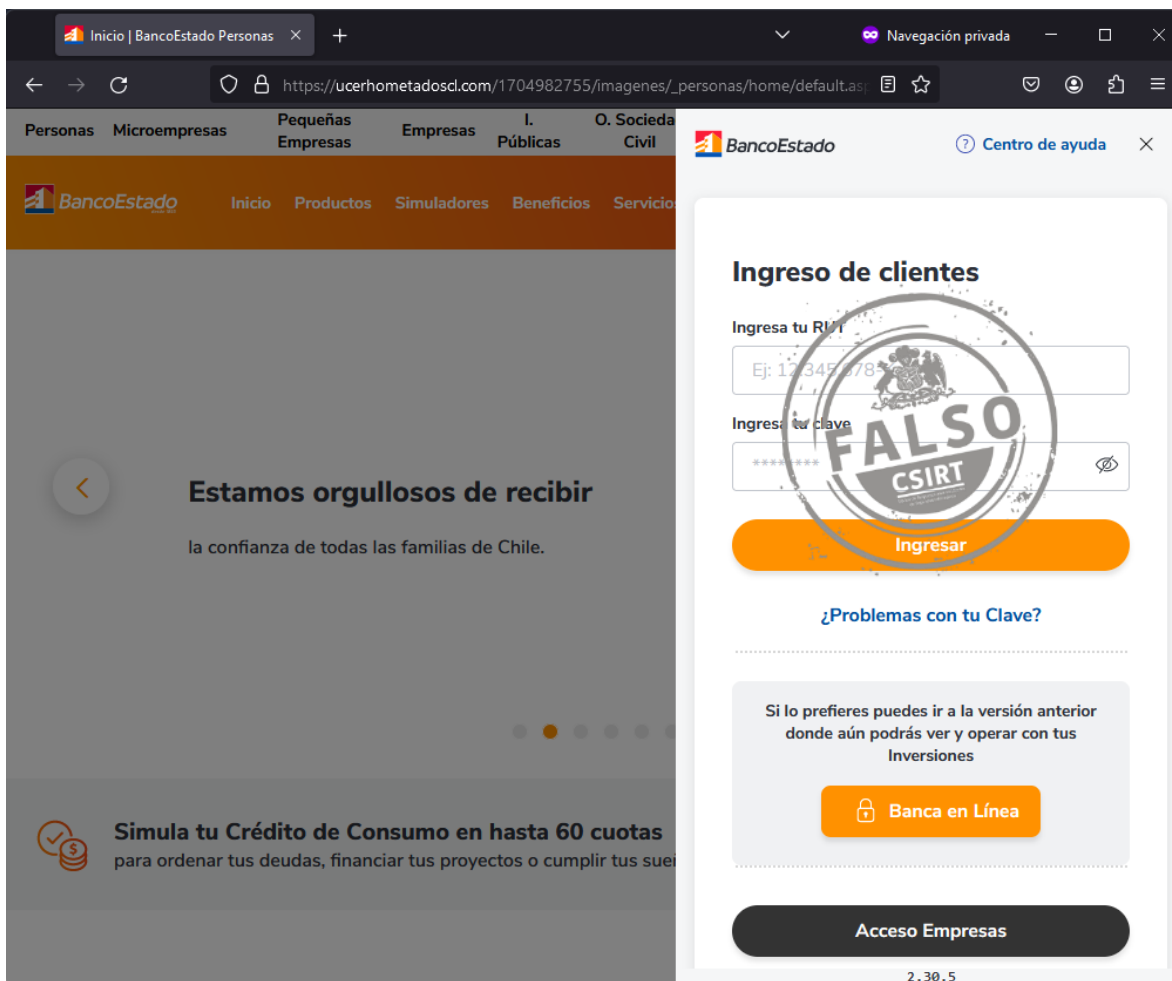 Inicio | BancoEstado Personas
Navegación privada
https://ucerhometadoscl.com/1704982755/imagenes/_personas/home/default.as
Personas Microempresas Pequeñas Empresas Empresas I. Públicas O. Socieda Civil
BancoEstado
Inicio Productos Simuladores Beneficios Servicio
Estamos orgullosos de recibir
la confianza de todas las familias de Chile.
Simula tu Crédito de Consumo en hasta 60 cuotas
para ordenar tus deudas, financiar tus proyectos o cumplir tus sue
BancoEstado
Centro de ayuda
Ingreso de clientes
Ingresa tu RUT
Ej: 12.345.678-
Ingresa tu clave
*********
FALSO
CSIRT
Ingresar
¿Problemas con tu Clave?
Si lo prefieres puedes ir a la versión anterior
donde aún podrás ver y operar con tus
Inversiones
Banca en Línea
Acceso Empresas
2.30.5